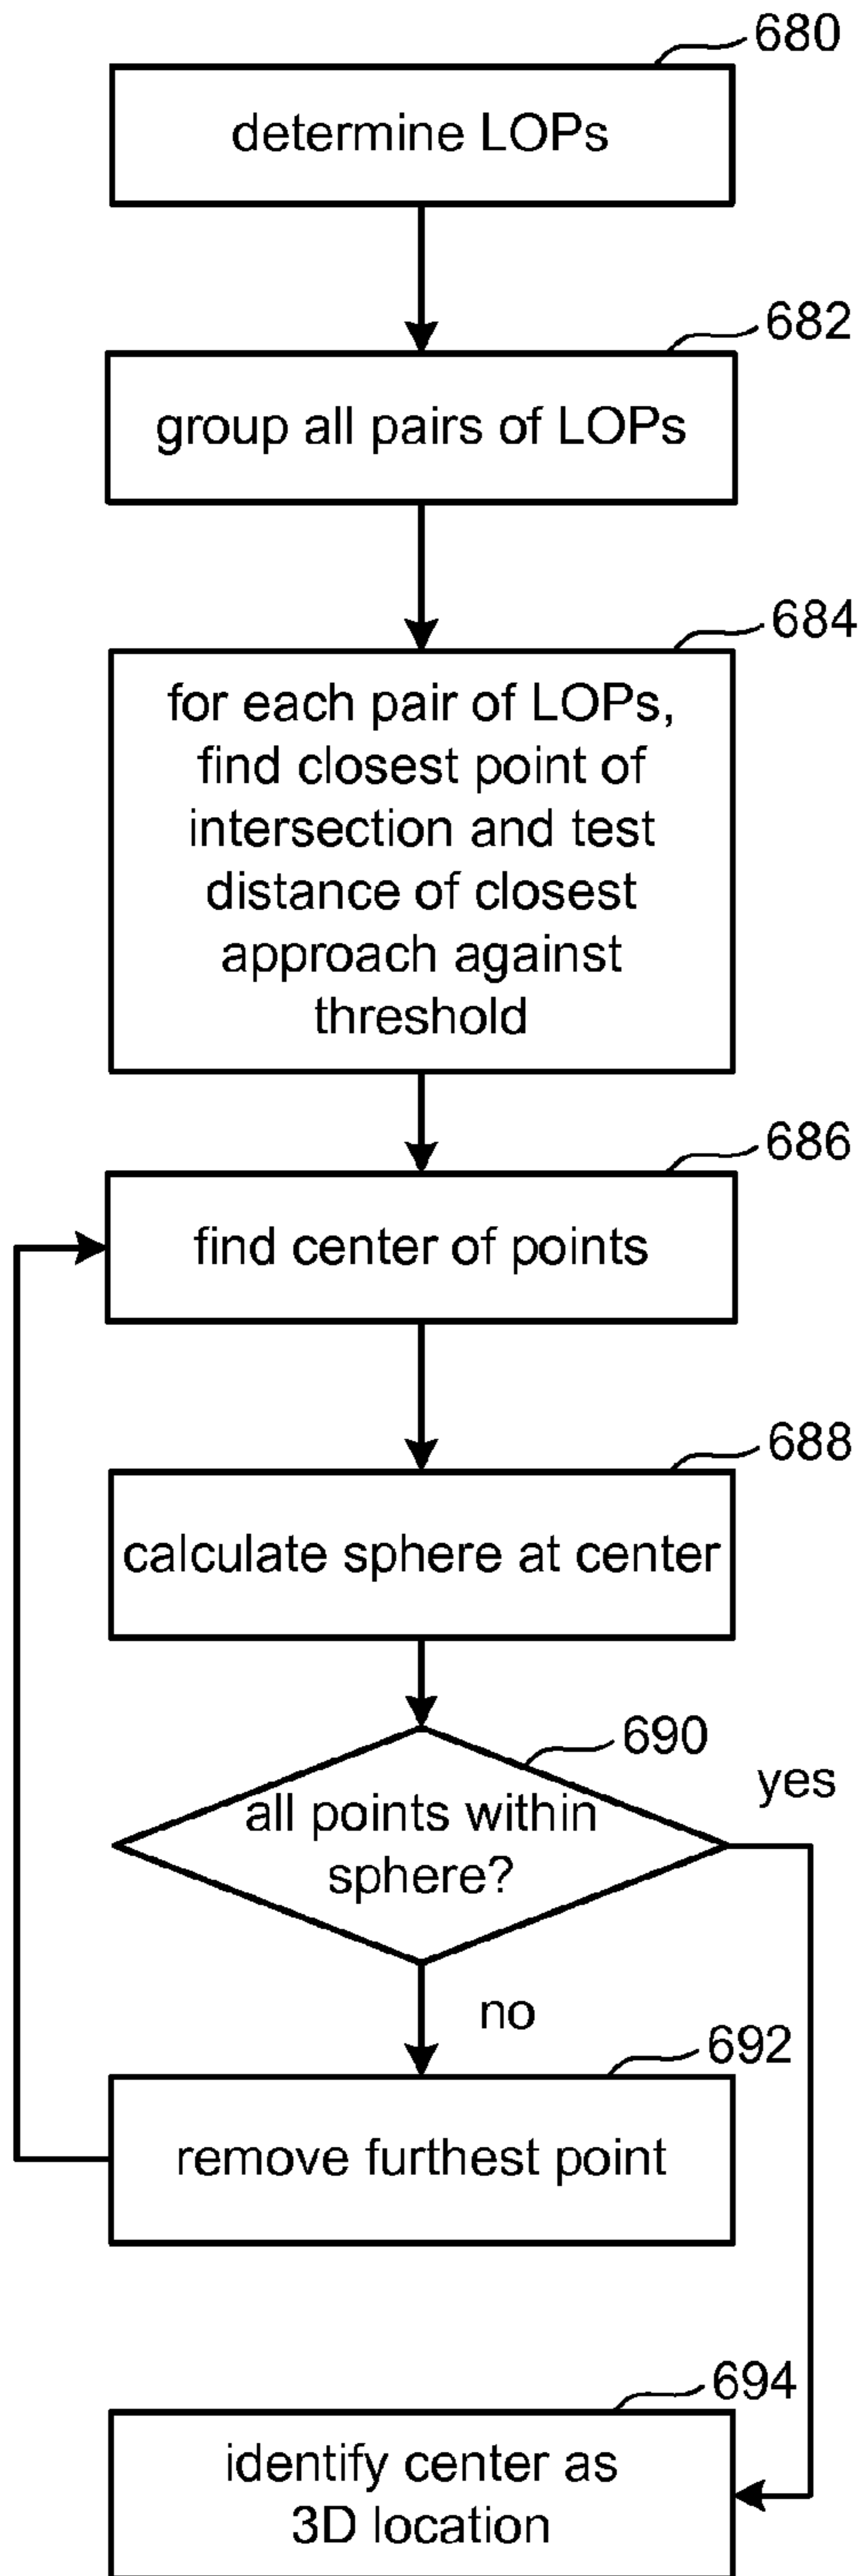 680
determine LOPs
682
group all pairs of LOPs
684
for each pair of LOPs,
find closest point of
intersection and test
distance of closest
approach against
threshold
686
find center of points
688
calculate sphere at center
690
yes
all points within
sphere?
no
692
remove furthest point
694
identify center as
3D location